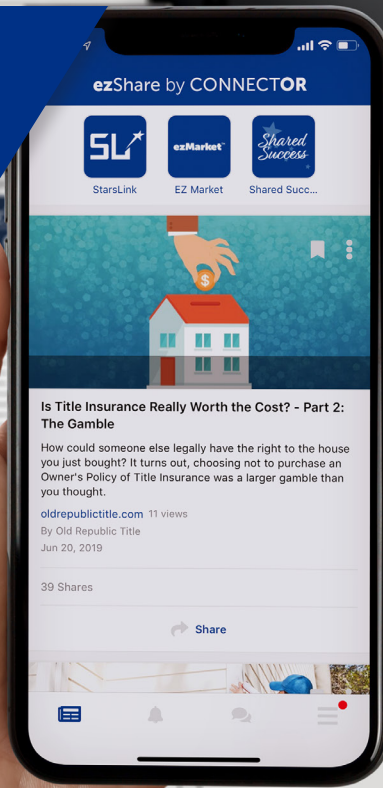 ezShare by CONNECTOR
SL
ezMarket™
Shared
Success
StarsLink
EZ Market
Shared Succ...
$
Is Title Insurance Really Worth the Cost? - Part 2:
The Gamble
How could someone else legally have the right to the house
you just bought? It turns out, choosing not to purchase an
Owner's Policy of Title Insurance was a larger gamble than
you thought.
oldrepublictitle.com 11 views
By Old Republic Title
Jun 20, 2019
39 Shares
Share